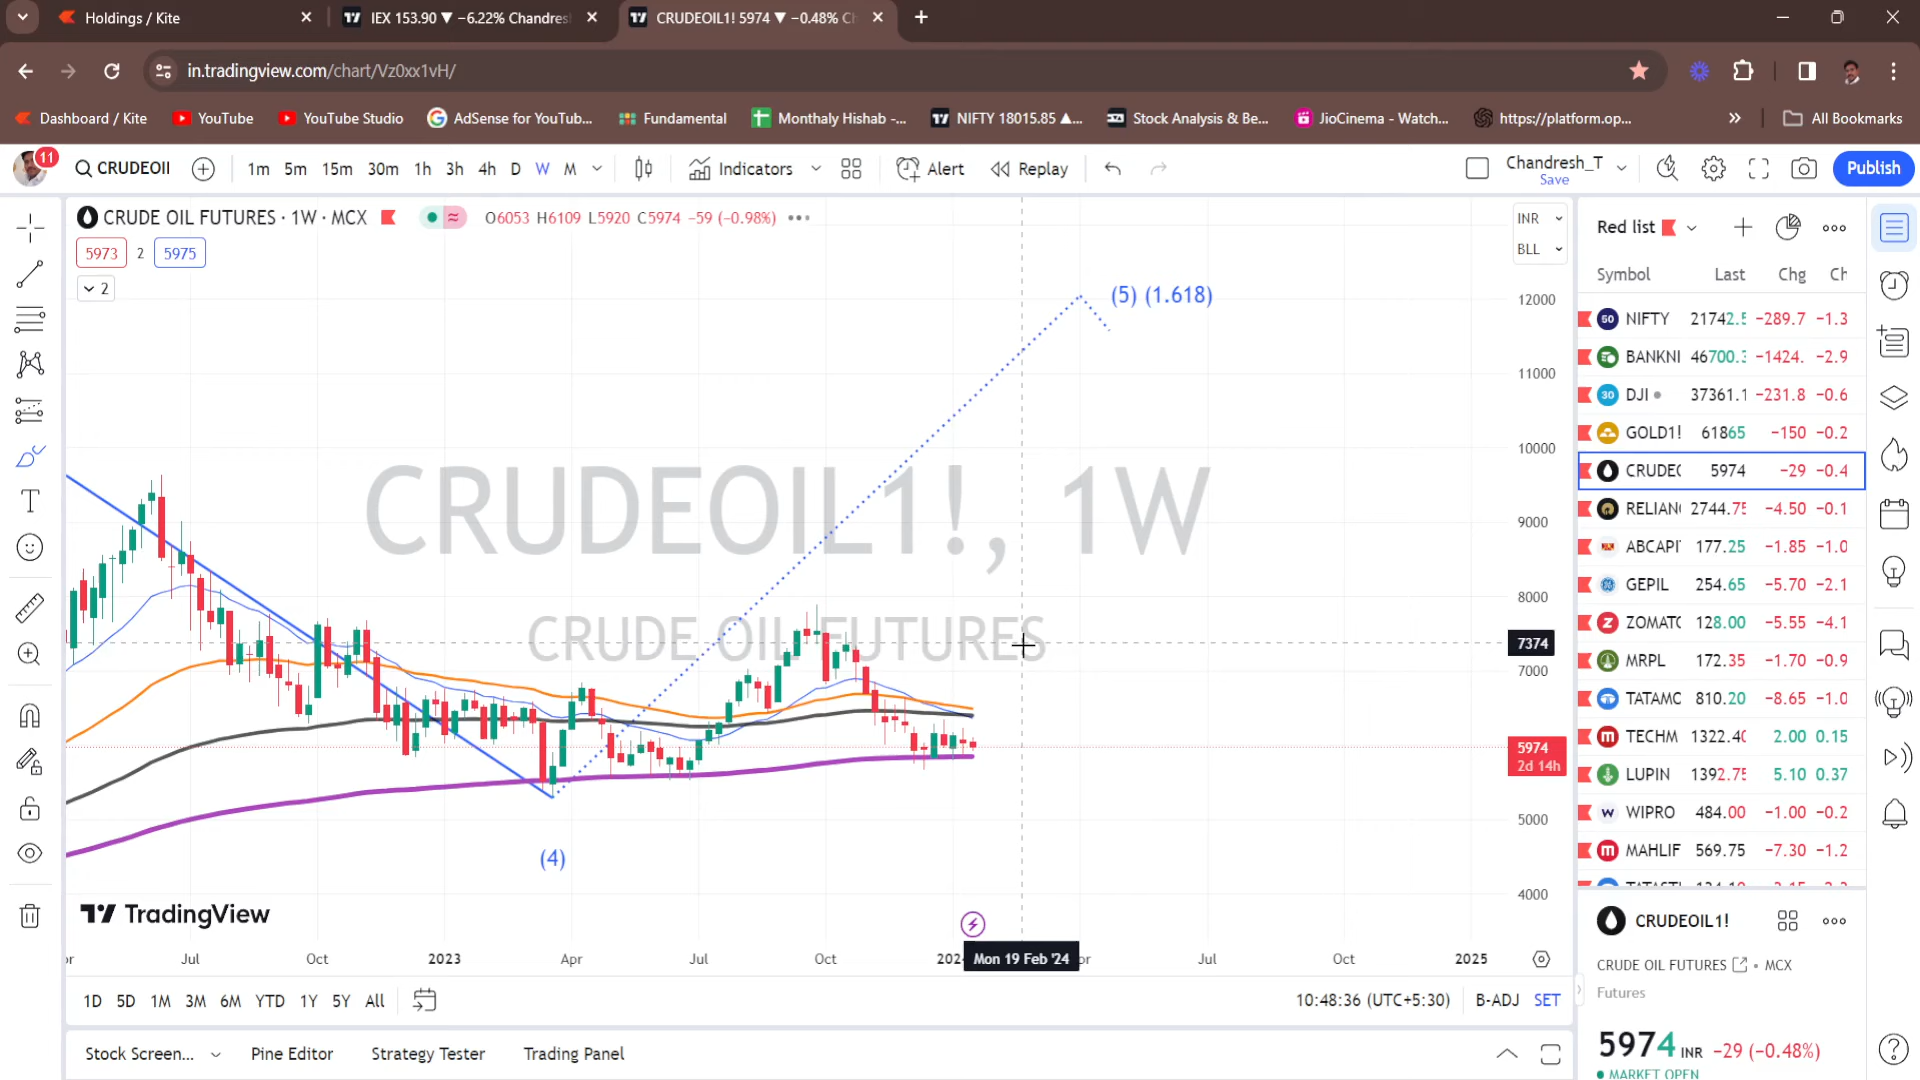 Holdings / Kite
IEX 153.90 ▼ −6.22% Chandres
CRUDEOIL1! 5974 ▼ −0.48% Ch
in.tradingview.com/chart/Vz0xx1vH/
Dashboard / Kite
YouTube
YouTube Studio
AdSense for YouTub...
Fundamental
Monthaly Hishab -...
NIFTY 18015.85 ▲...
Stock Analysis & Be...
JioCinema - Watch...
https://platform.op...
All Bookmarks
11
CRUDEOIL
1m 5m 15m 30m 1h 3h 4h D W M
Indicators
Alert
Replay
Chandresh_T
Save
Publish
CRUDE OIL FUTURES · 1W · MCX
O6053 H6109 L5920 C5974 −59 (−0.98%)
5973 2 5975
2
INR
BLL
(5) (1.618)
CRUDEOIL1!, 1W
CRUDE OIL FUTURES
(4)
TradingView
12000
11000
10000
9000
8000
7374
7000
5974
2d 14h
5000
4000
Jul
Oct
2023
Apr
Jul
Oct
Mon 19 Feb '24
Jul
Oct
2025
1D 5D 1M 3M 6M YTD 1Y 5Y All
10:48:36 (UTC+5:30)
B-ADJ
SET
Stock Screen...
Pine Editor
Strategy Tester
Trading Panel
Red list
Symbol Last Chg Ch
50 NIFTY 21742.5 −289.7 −1.3
BANKNI 46700.3 −1424. −2.9
30 DJI 37361.1 −231.8 −0.6
GOLD1! 61865 −150 −0.2
CRUDEO 5974 −29 −0.4
RELIANC 2744.75 −4.50 −0.1
ABCAPI 177.25 −1.85 −1.0
GEPIL 254.65 −5.70 −2.1
ZOMATO 128.00 −5.55 −4.1
MRPL 172.35 −1.70 −0.9
TATAMO 810.20 −8.65 −1.0
TECHM 1322.40 2.00 0.15
LUPIN 1392.75 5.10 0.37
WIPRO 484.00 −1.00 −0.2
MAHLIF 569.75 −7.30 −1.2
CRUDEOIL1!
CRUDE OIL FUTURES • MCX
Futures
5974 INR −29 (−0.48%)
MARKET OPEN